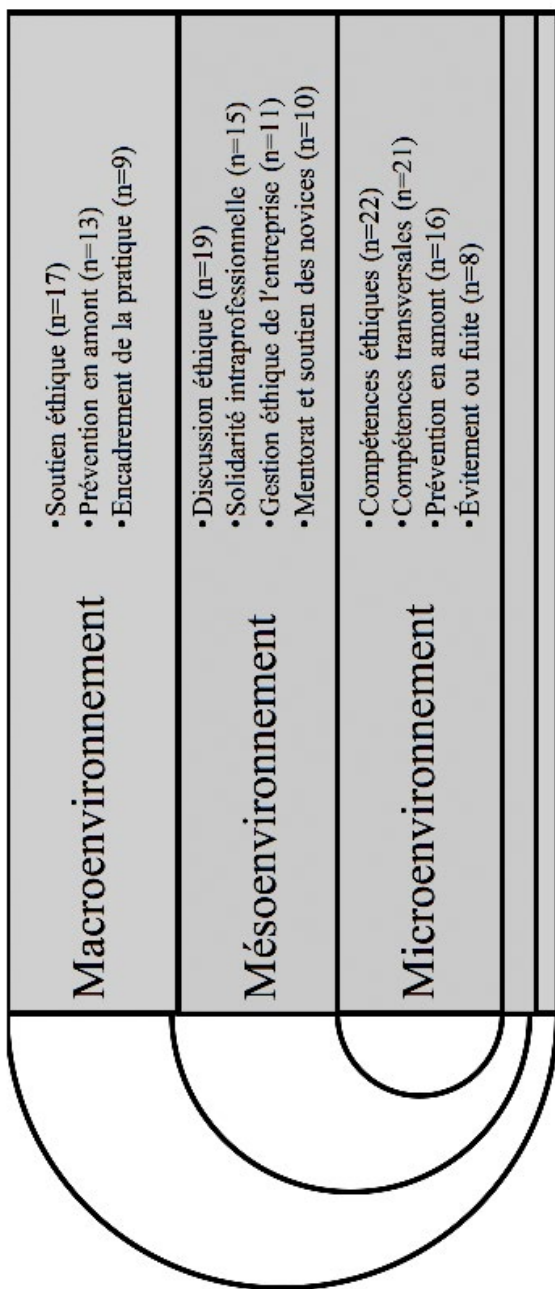 Macroenvironnement
•Soutien éthique (n=17)
•Prévention en amont (n=13)
•Encadrement de la pratique (n=9)
Mésoenvironnement
•Discussion éthique (n=19)
•Solidarité intraprofessionnelle (n=15)
•Gestion éthique de l'entreprise (n=11)
•Mentorat et soutien des novices (n=10)
Microenvironnement
•Compétences éthiques (n=22)
•Compétences transversales (n=21)
•Prévention en amont (n=16)
•Évitement ou fuite (n=8)